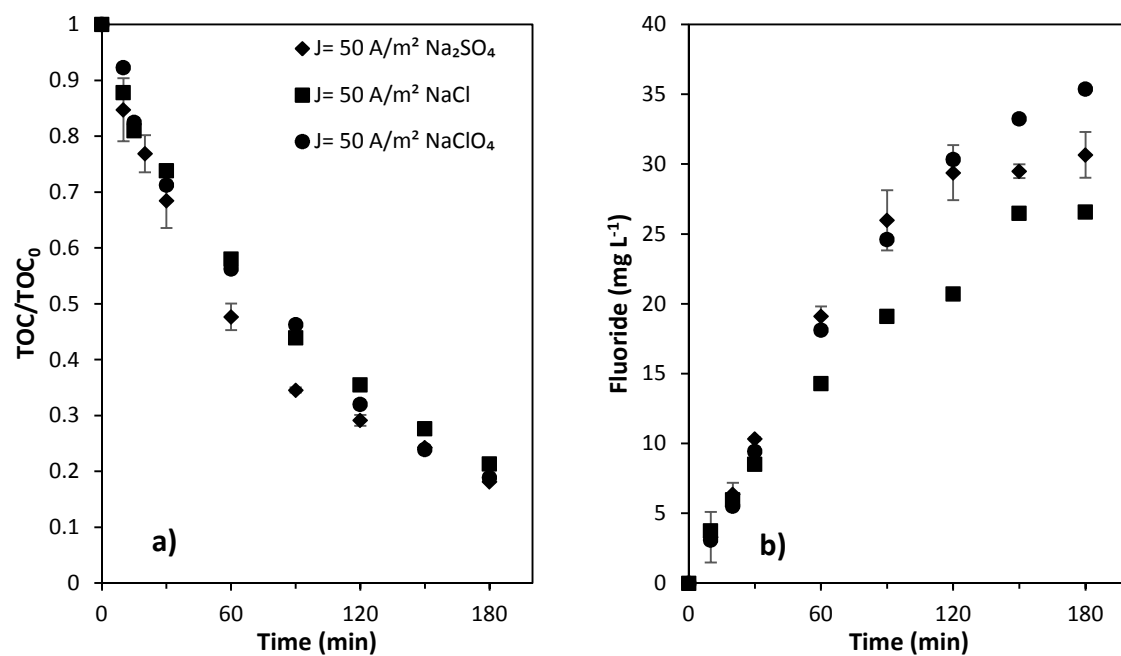 1
0.9
0.8
0.7
0.6
0.5
0.4
0.3
0.2
0.1
0
TOC/TOC₀
J= 50 A/m² Na₂SO₄
J= 50 A/m² NaCl
J= 50 A/m² NaClO₄
a)
0 60 120 180
Time (min)
40
35
30
25
20
15
10
5
0
Fluoride (mg L⁻¹)
b)
0 60 120 180
Time (min)